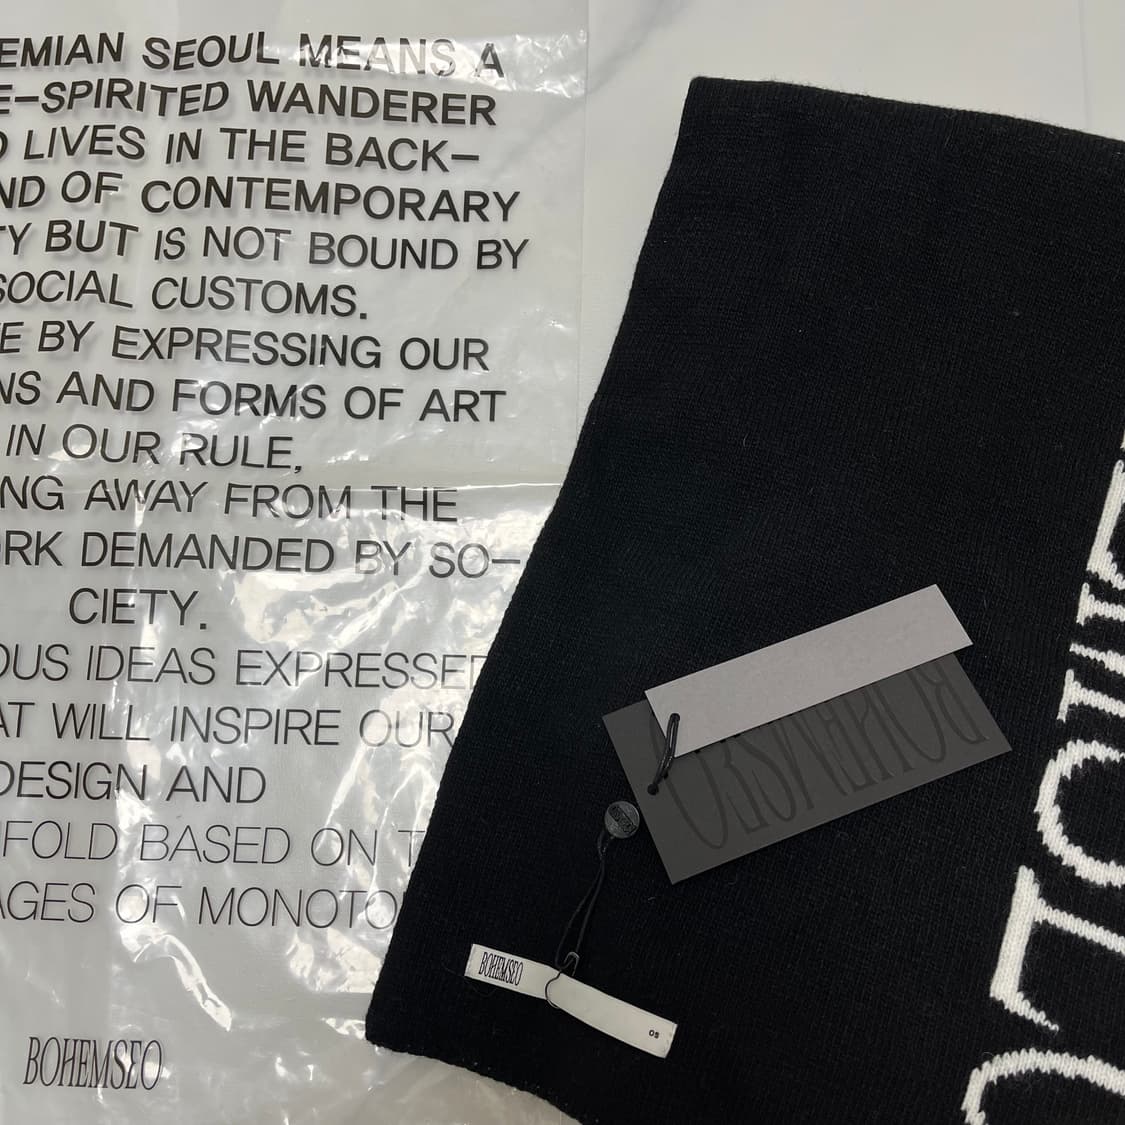 EMIAN SEOUL MEANS A
E-SPIRITED WANDERER
O LIVES IN THE BACK-
ND OF CONTEMPORARY
TY BUT IS NOT BOUND BY
SOCIAL CUSTOMS.
E BY EXPRESSING OUR
NS AND FORMS OF ART
IN OUR RULE,
NG AWAY FROM THE
ORK DEMANDED BY SO-
CIETY.
OUS IDEAS EXPRESSED
AT WILL INSPIRE OUR
DESIGN AND
IFOLD BASED ON T
AGES OF MONOTO
BOHEMSEO
BOHEMSEO
BOHEMSEO
OS